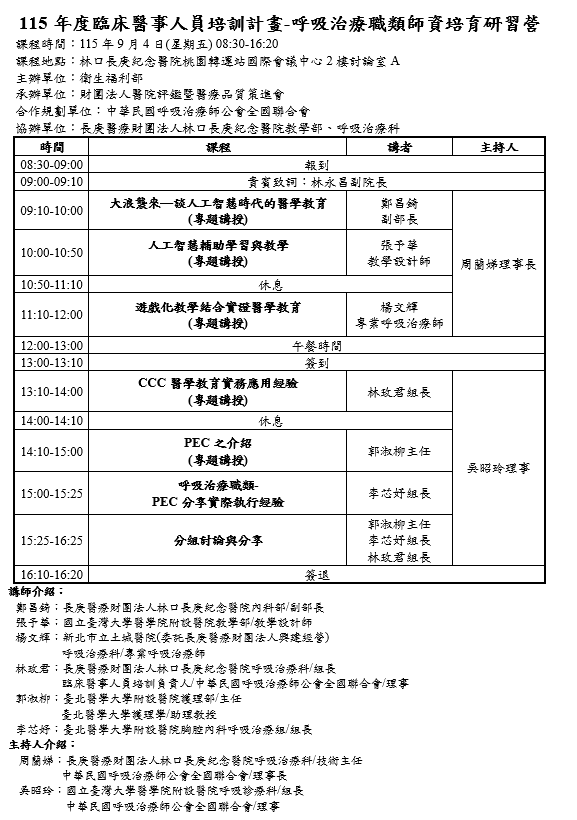 115 年度臨床醫事人員培訓計畫-呼吸治療職類師資培育研習營
課程時間：115 年 9 月 4 日(星期五) 08:30-16:20
課程地點：林口長庚紀念醫院桃園轉運站國際會議中心 2 樓討論室 A
主辦單位：衛生福利部
承辦單位：財團法人醫院評鑑暨醫療品質策進會
合作規劃單位：中華民國呼吸治療師公會全國聯合會
協辦單位：長庚醫療財團法人林口長庚紀念醫院教學部、呼吸治療科
時間 課程 講者 主持人
08:30-09:00 報到
09:00-09:10 貴賓致詞：林永昌副院長
09:10-10:00 大浪襲來—談人工智慧時代的醫學教育 鄭昌錡
(專題講授) 副部長
10:00-10:50 人工智慧輔助學習與教學 張予華
(專題講授) 教學設計師
周蘭娣理事長
10:50-11:10 休息
11:10-12:00 遊戲化教學結合實證醫學教育 楊文輝
(專題講授) 專業呼吸治療師
12:00-13:00 午餐時間
13:00-13:10 簽到
13:10-14:00 CCC 醫學教育實務應用經驗 林玫君組長
(專題講授)
14:00-14:10 休息
14:10-15:00 PEC 之介紹 郭淑柳主任
(專題講授)
吳昭玲理事
15:00-15:25 呼吸治療職類- 李芯妤組長
PEC 分享實際執行經驗
15:25-16:25 分組討論與分享 郭淑柳主任
李芯妤組長
林玫君組長
16:10-16:20 簽退
講師介紹：
鄭昌錡：長庚醫療財團法人林口長庚紀念醫院內科部/副部長
張予華：國立臺灣大學醫學院附設醫院教學部/教學設計師
楊文輝：新北市立土城醫院(委託長庚醫療財團法人興建經營)
呼吸治療科/專業呼吸治療師
林玫君：長庚醫療財團法人林口長庚紀念醫院呼吸治療科/組長
臨床醫事人員培訓負責人/中華民國呼吸治療師公會全國聯合會/理事
郭淑柳：臺北醫學大學附設醫院護理部/主任
臺北醫學大學護理學/助理教授
李芯妤：臺北醫學大學附設醫院胸腔內科呼吸治療組/組長
主持人介紹：
周蘭娣：長庚醫療財團法人林口長庚紀念醫院呼吸治療科/技術主任
中華民國呼吸治療師公會全國聯合會/理事長
吳昭玲：國立臺灣大學醫學院附設醫院呼吸診療科/組長
中華民國呼吸治療師公會全國聯合會/理事